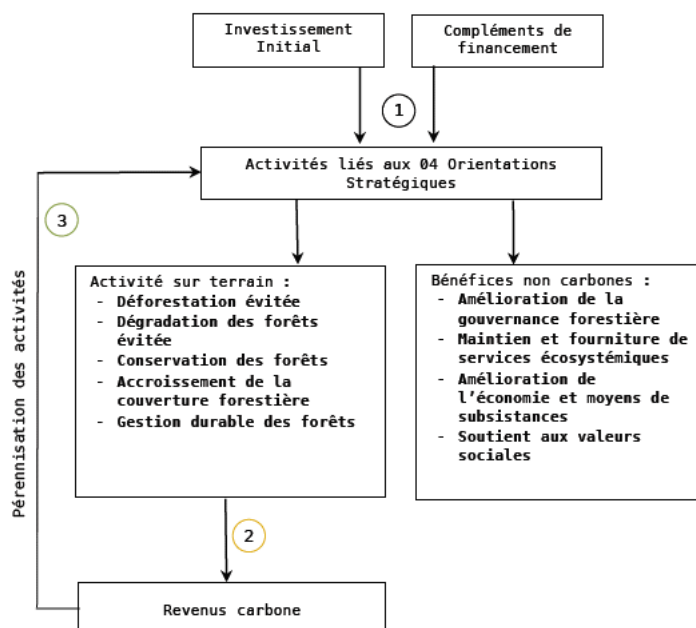 Investissement
Initial
Compléments de
financement
1
Activités liés aux 04 Orientations
Stratégiques
3
Pérennisation des activités
Activité sur terrain :
- Déforestation évitée
- Dégradation des forêts
évitée
- Conservation des forêts
- Accroissement de la
couverture forestière
- Gestion durable des forêts
Bénéfices non carbones :
- Amélioration de la
gouvernance forestière
- Maintien et fourniture de
services écosystémiques
- Amélioration de
l'économie et moyens de
subsistances
- Soutient aux valeurs
sociales
2
Revenus carbone